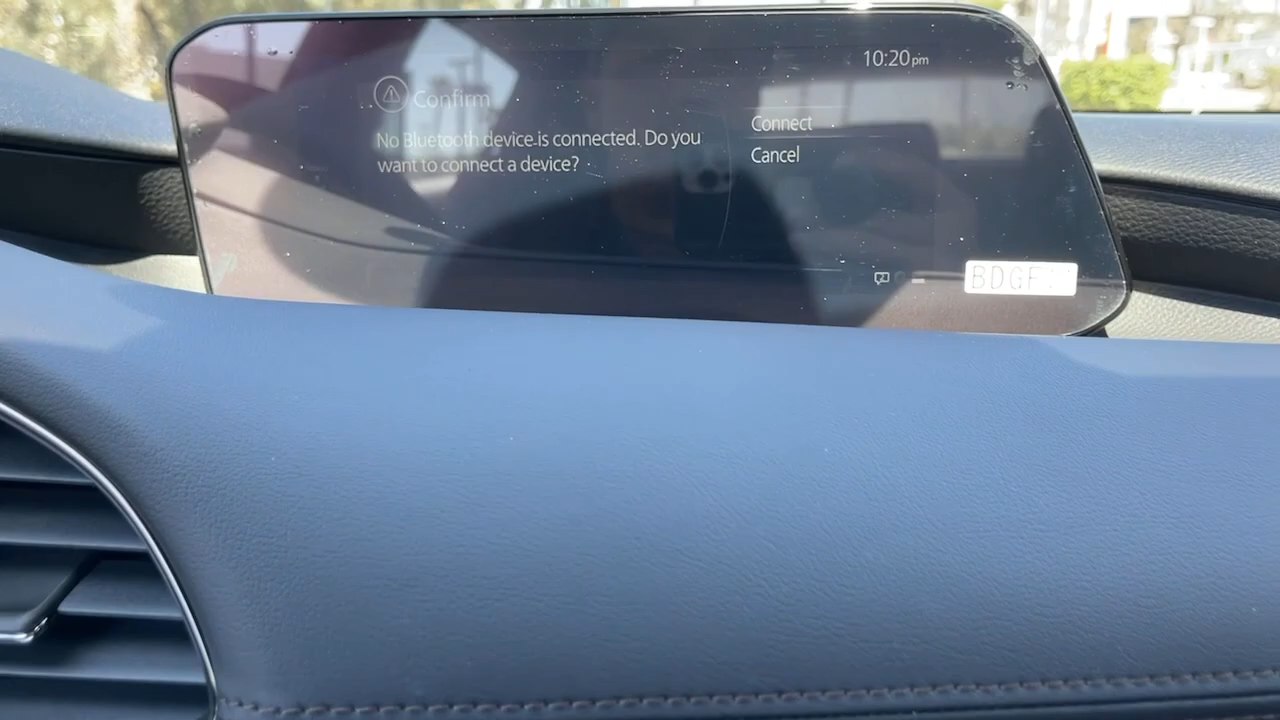 10:20 pm
Confirm
No Bluetooth device is connected. Do you
want to connect a device?
Connect
Cancel